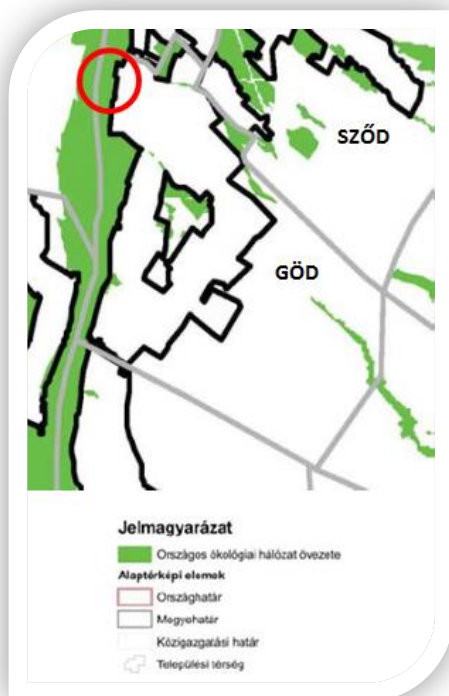 SZŐD
GÖD
Jelmagyarázat
Országos ökológiai hálózat övezete
Alaptérképi elemek
Országhatár
Megyehatár
Közigazgatási határ
Települési térség